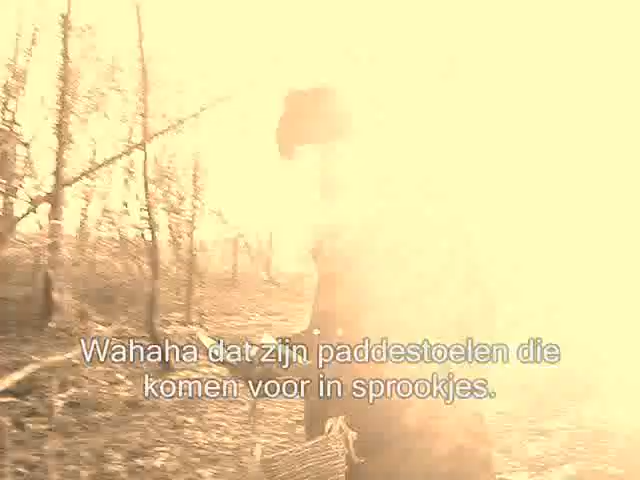 Wahaha dat zijn paddestoelen die
komen voor in sprookjes.